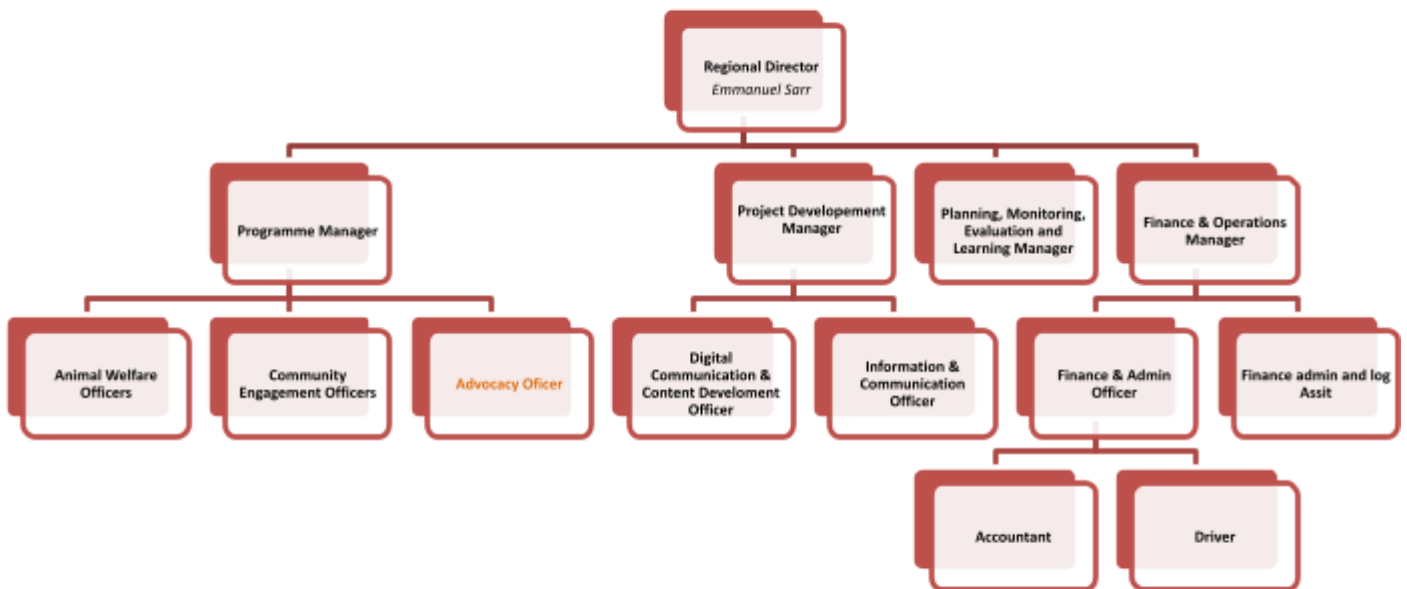 Regional Director
Emmanuel Sarr
Programme Manager
Project Developement
Manager
Planning, Monitoring,
Evaluation and
Learning Manager
Finance & Operations
Manager
Animal Welfare
Officers
Community
Engagement Officers
Advocacy Oficer
Digital
Communication &
Content Develoment
Officer
Information &
Communication
Officer
Finance & Admin
Officer
Finance admin and log
Assit
Accountant
Driver